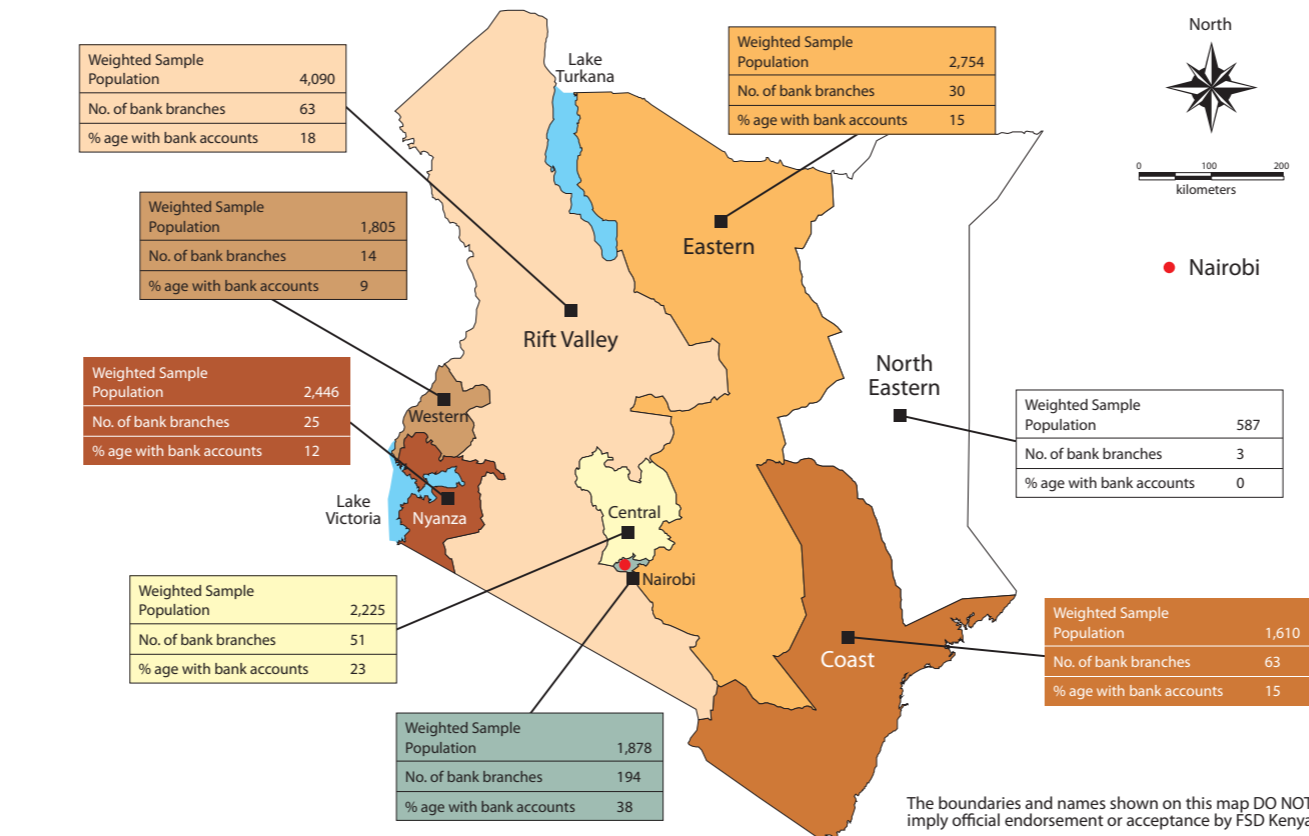 North
0 100 200
kilometers
Nairobi
Lake
Turkana
Weighted Sample
Population 4,090
No. of bank branches 63
% age with bank accounts 18
Weighted Sample
Population 2,754
No. of bank branches 30
% age with bank accounts 15
Weighted Sample
Population 1,805
No. of bank branches 14
% age with bank accounts 9
Eastern
Rift Valley
Weighted Sample
Population 2,446
No. of bank branches 25
% age with bank accounts 12
Western
North
Eastern
Weighted Sample
Population 587
No. of bank branches 3
% age with bank accounts 0
Lake
Victoria
Nyanza
Central
Nairobi
Weighted Sample
Population 2,225
No. of bank branches 51
% age with bank accounts 23
Coast
Weighted Sample
Population 1,610
No. of bank branches 63
% age with bank accounts 15
Weighted Sample
Population 1,878
No. of bank branches 194
% age with bank accounts 38
The boundaries and names shown on this map DO NOT
imply official endorsement or acceptance by FSD Kenya